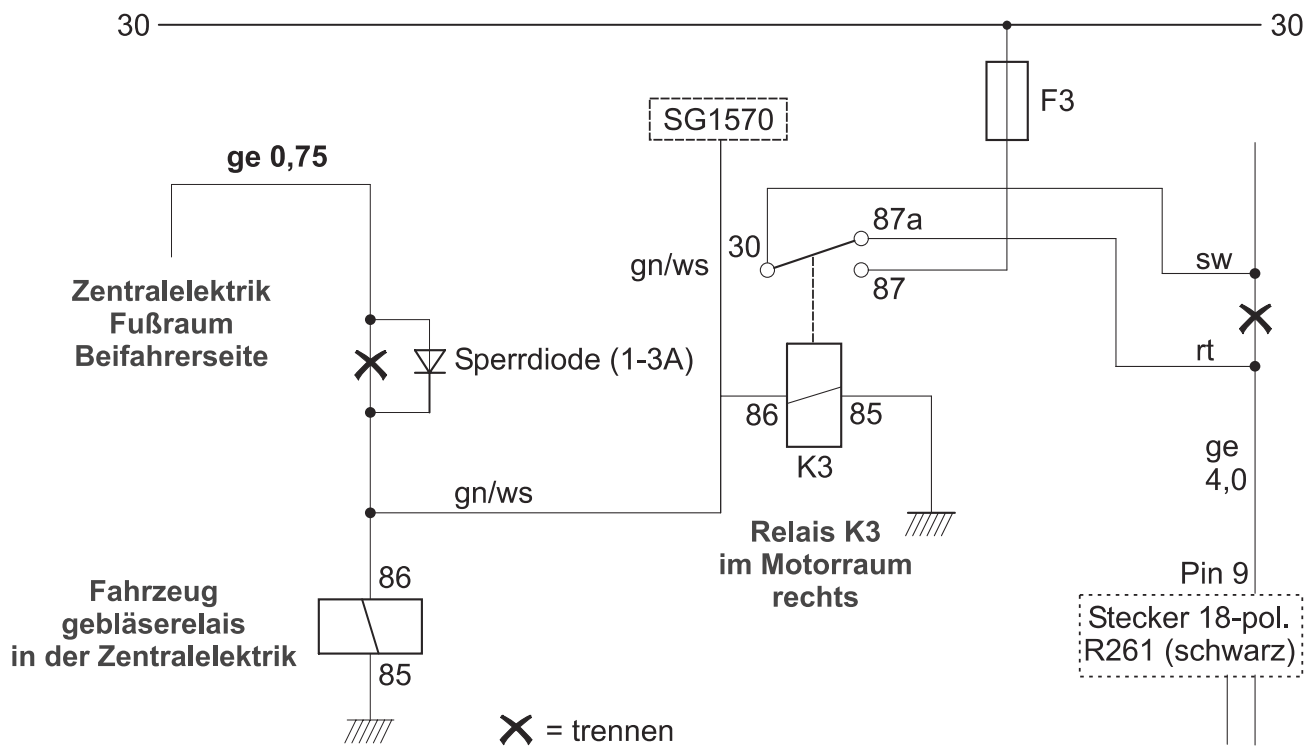 30
30
F3
SG1570
ge 0,75
87a
30
gn/ws
87
sw
Zentralelektrik
Fußraum
Beifahrerseite
Sperrdiode (1-3A)
rt
86
85
K3
ge
4,0
gn/ws
Relais K3
im Motorraum
rechts
Pin 9
Stecker 18-pol.
R261 (schwarz)
86
Fahrzeug
gebläserelais
in der Zentralelektrik
85
= trennen